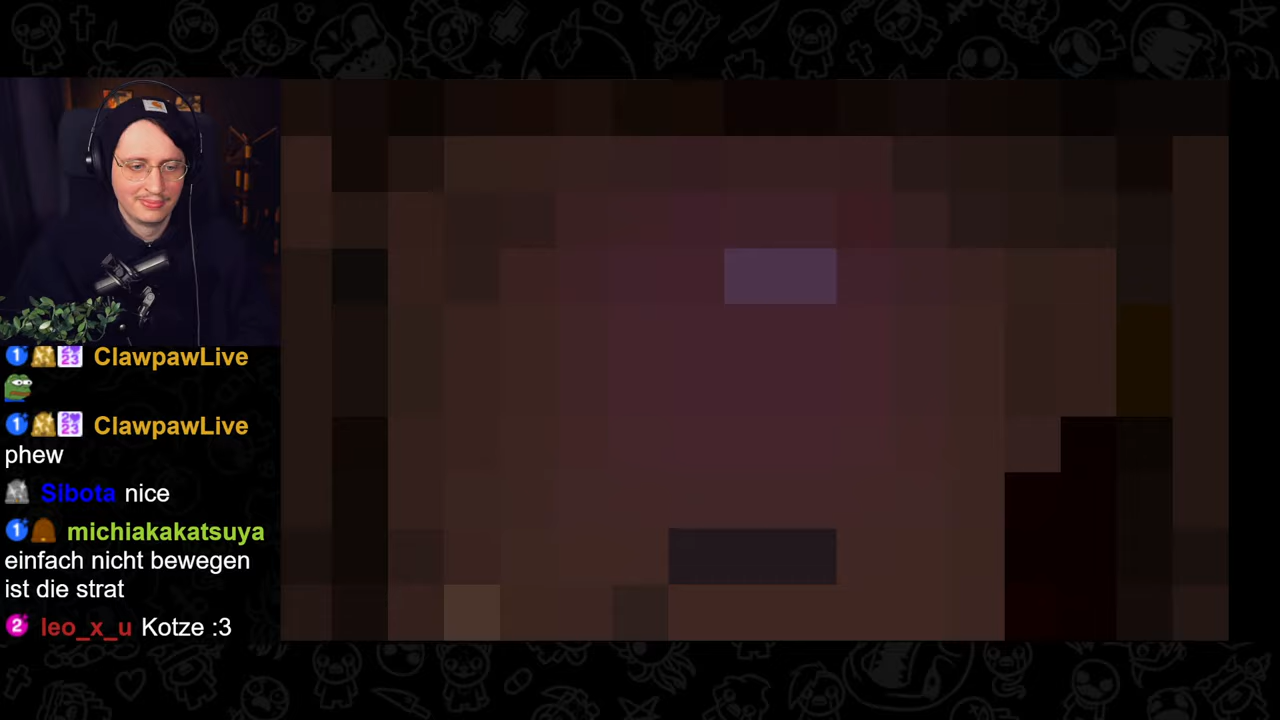 ClawpawLive
ClawpawLive
phew
Sibota nice
michiakakatsuya
einfach nicht bewegen
ist die strat
leo_x_u Kotze :3